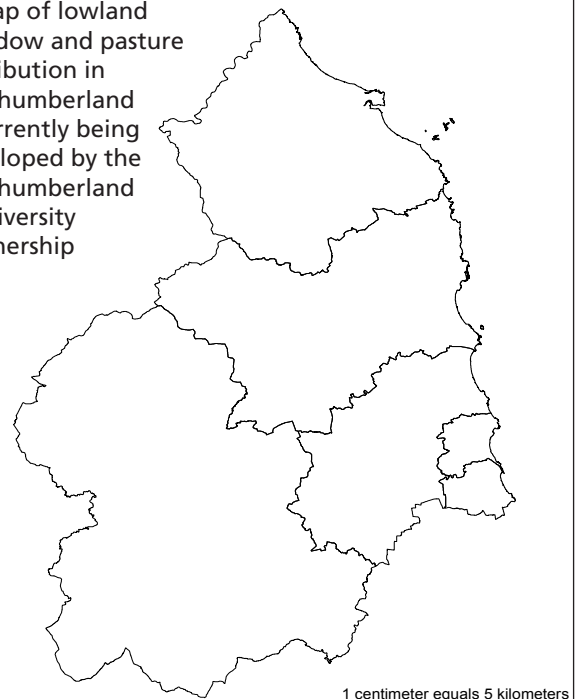 ap of lowland
dow and pasture
ibution in
humberland
rrently being
loped by the
humberland
iversity
nership
1 centimeter equals 5 kilometers